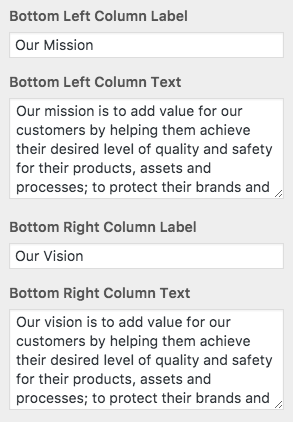 Bottom Left Column Label
Our Mission
Bottom Left Column Text
Our mission is to add value for our
customers by helping them achieve
their desired level of quality and safety
for their products, assets and
processes; to protect their brands and
Bottom Right Column Label
Our Vision
Bottom Right Column Text
Our vision is to add value for our
customers by helping them achieve
their desired level of quality and safety
for their products, assets and
processes; to protect their brands and